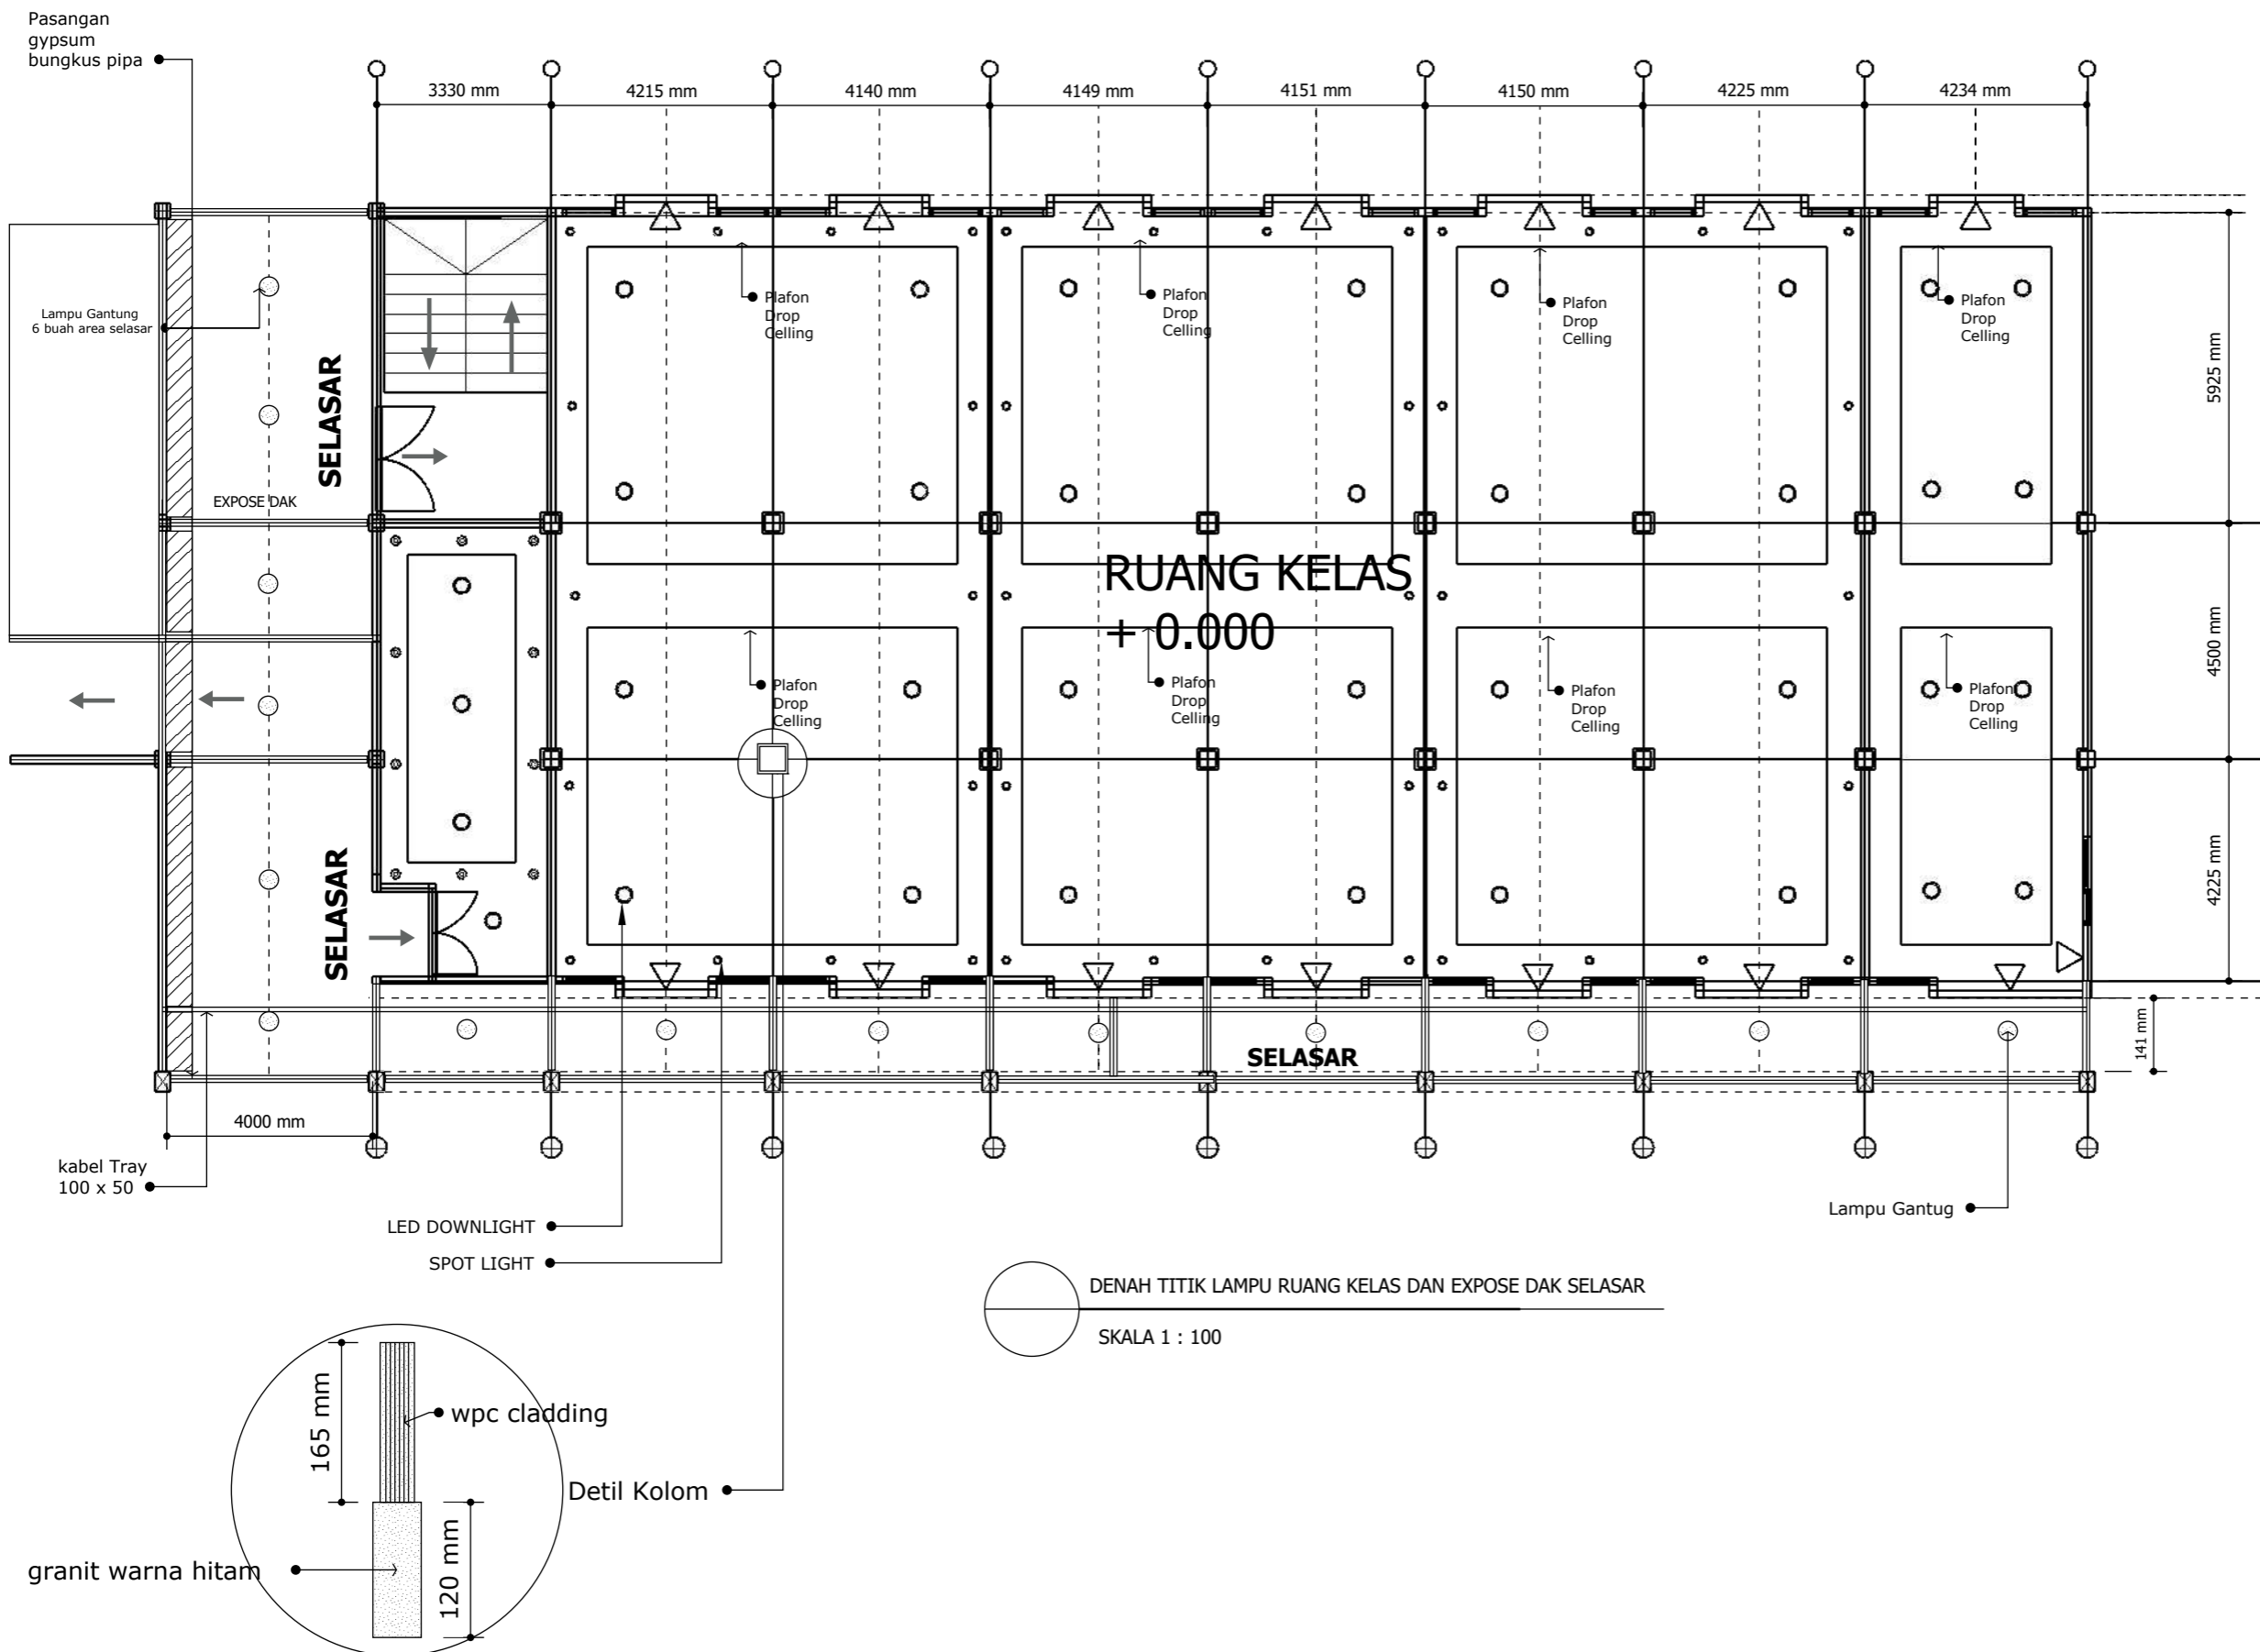 Pasangan
gypsum
bungkus pipa
3330 mm
4215 mm
4140 mm
4149 mm
4151 mm
4150 mm
4225 mm
4234 mm
Lampu Gantung
6 buah area selasar
SELASAR
EXPOSE DAK
Plafon
Drop
Celling
Plafon
Drop
Celling
Plafon
Drop
Celling
Plafon
Drop
Celling
5925 mm
RUANG KELAS
+ 0.000
4500 mm
Plafon
Drop
Celling
Plafon
Drop
Celling
Plafon
Drop
Celling
Plafon
Drop
Celling
SELASAR
4225 mm
SELASAR
141 mm
4000 mm
kabel Tray
100 x 50
LED DOWNLIGHT
SPOT LIGHT
Lampu Gantug
DENAH TITIK LAMPU RUANG KELAS DAN EXPOSE DAK SELASAR
SKALA 1 : 100
165 mm
wpc cladding
Detil Kolom
granit warna hitam
120 mm